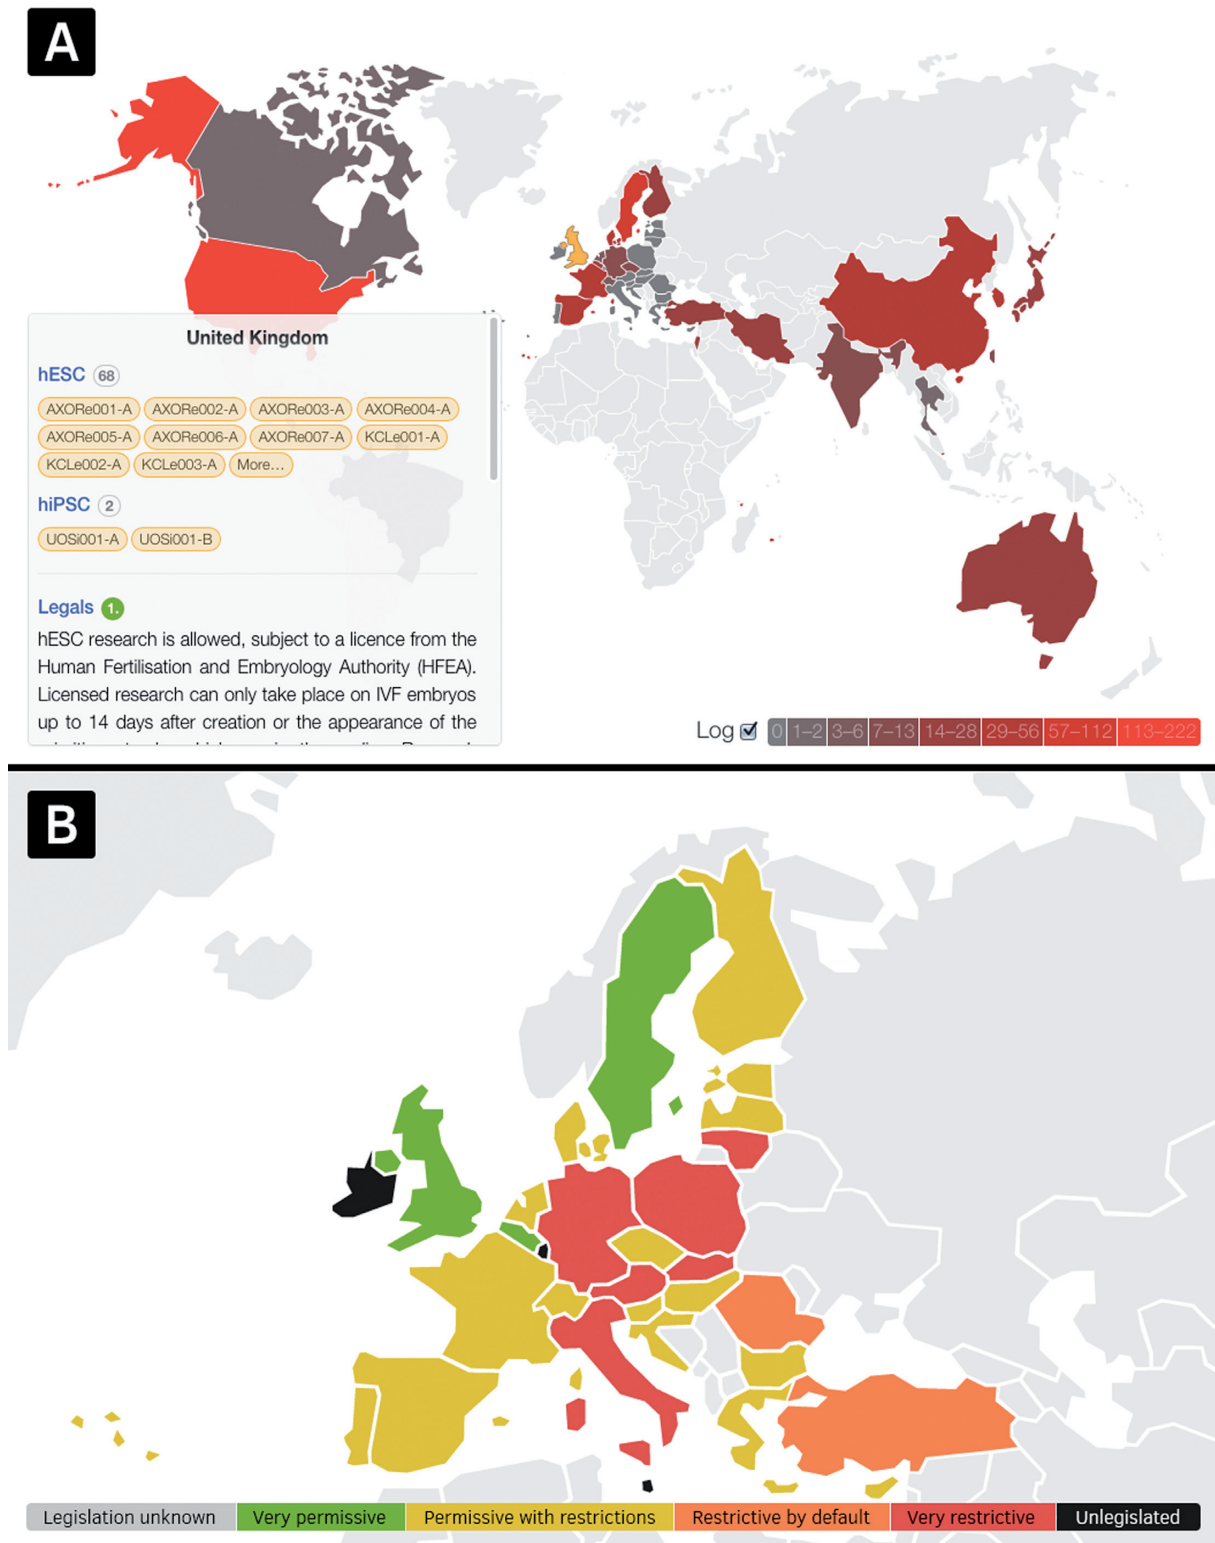 A
United Kingdom
hESC 68
AXORe001-A AXORe002-A AXORe003-A AXORe004-A
AXORe005-A AXORe006-A AXORe007-A KCLe001-A
KCLe002-A KCLe003-A More...
hiPSC 2
UOSi001-A UOSi001-B
Legals 1.
hESC research is allowed, subject to a licence from the
Human Fertilisation and Embryology Authority (HFEA).
Licensed research can only take place on IVF embryos
up to 14 days after creation or the appearance of the
Log 0 1–2 3–6 7–13 14–28 29–56 57–112 113–222
B
Legislation unknown Very permissive Permissive with restrictions Restrictive by default Very restrictive Unlegislated